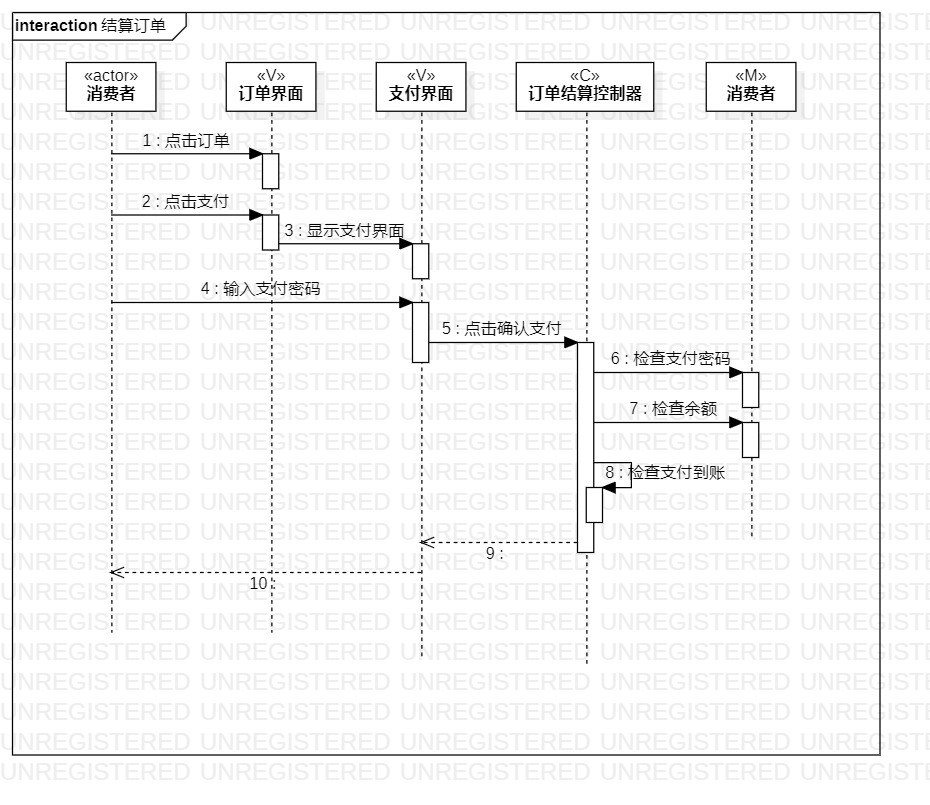 interaction 结算订单
«actor»
消费者
«V»
订单界面
«V»
支付界面
«C»
订单结算控制器
«M»
消费者
1 : 点击订单
2 : 点击支付
3 : 显示支付界面
4 : 输入支付密码
5 : 点击确认支付
6 : 检查支付密码
7 : 检查余额
8 : 检查支付到账
9 :
10 :
UNREGISTERED